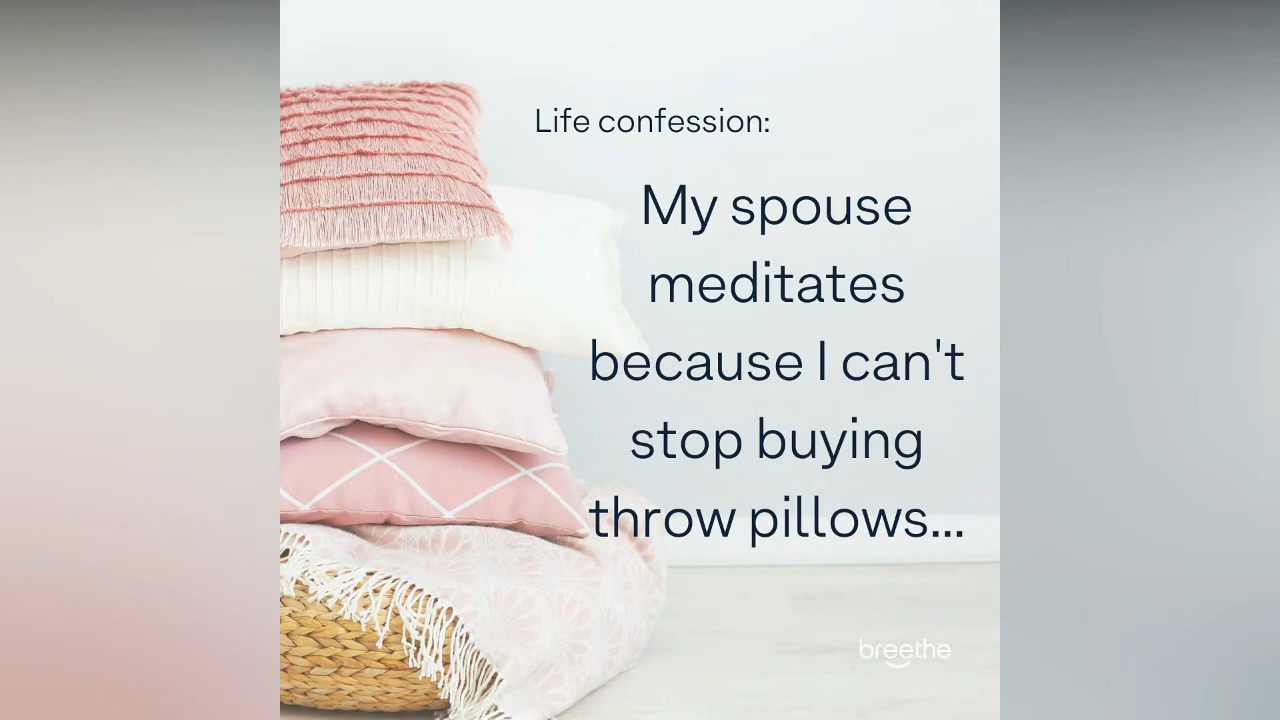 Life confession:
My spouse
meditates
because I can't
stop buying
throw pillows...
breethe